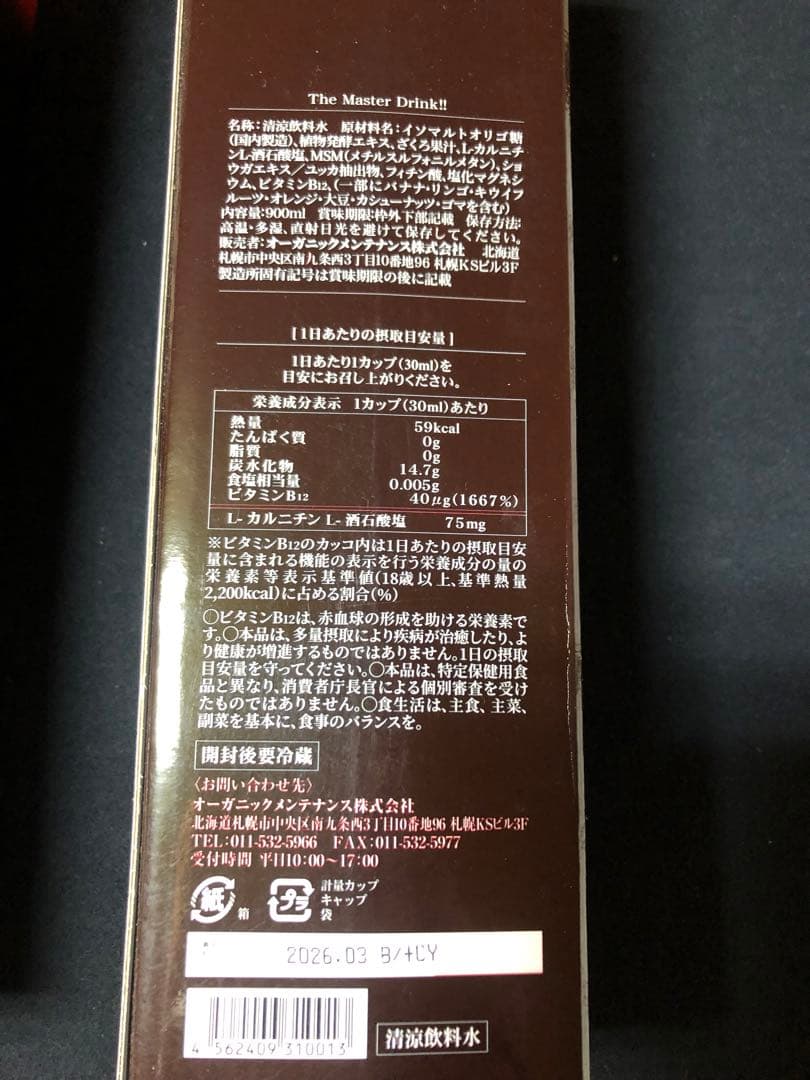 The Master Drink!!
名称：清涼飲料水　原材料名：イソマルトオリゴ糖
(国内製造)、植物発酵エキス、ざくろ果汁、L-カルニチ
ンL-酒石酸塩、MSM(メチルスルフォニルメタン)、ショ
ウガエキス／ユッカ抽出物、フィチン酸、塩化マグネシ
ウム、ビタミンB12、(一部にバナナ・リンゴ・キウイフ
ルーツ・オレンジ・大豆・カシューナッツ・ゴマを含む)
内容量：900ml　賞味期限：枠外下部記載　保存方法：
高温・多湿、直射日光を避けて保存してください。
販売者：オーガニックメンテナンス株式会社　北海道
札幌市中央区南九条西3丁目10番地96 札幌KSビル3F
製造所固有記号は賞味期限の後に記載
[ 1日あたりの摂取目安量 ]
1日あたり1カップ(30ml)を
目安にお召し上がりください。
栄養成分表示　1カップ(30ml)あたり
熱量　59kcal
たんぱく質　0g
脂質　0g
炭水化物　14.7g
食塩相当量　0.005g
ビタミンB12　40μg(1667%)
L- カルニチン L- 酒石酸塩　75mg
※ビタミンB12のカッコ内は1日あたりの摂取目安
量に含まれる機能の表示を行う栄養成分の量の
栄養素等表示基準値(18歳以上、基準熱量
2,200kcal)に占める割合(%)
○ビタミンB12は、赤血球の形成を助ける栄養素で
す。○本品は、多量摂取により疾病が治癒したり、よ
り健康が増進するものではありません。1日の摂取
目安量を守ってください。○本品は、特定保健用食
品と異なり、消費者庁長官による個別審査を受け
たものではありません。○食生活は、主食、主菜、
副菜を基本に、食事のバランスを。
開封後要冷蔵
〈お問い合わせ先〉
オーガニックメンテナンス株式会社
北海道札幌市中央区南九条西3丁目10番地96 札幌KSビル3F
TEL:011-532-5966　FAX:011-532-5977
受付時間 平日10:00〜17:00
紙 箱
プラ 計量カップ
キャップ
袋
2026.03 B/+CY
4 562409 310013
清涼飲料水